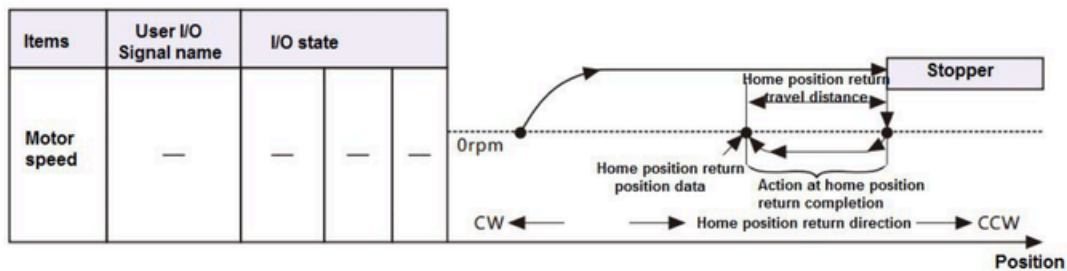 Items
User I/O
Signal name
I/O state
Motor
speed
—
—
—
—
0rpm
Stopper
Home position return
travel distance
Home position return
position data
Action at home position
return completion
CW
Home position return direction
CCW
Position